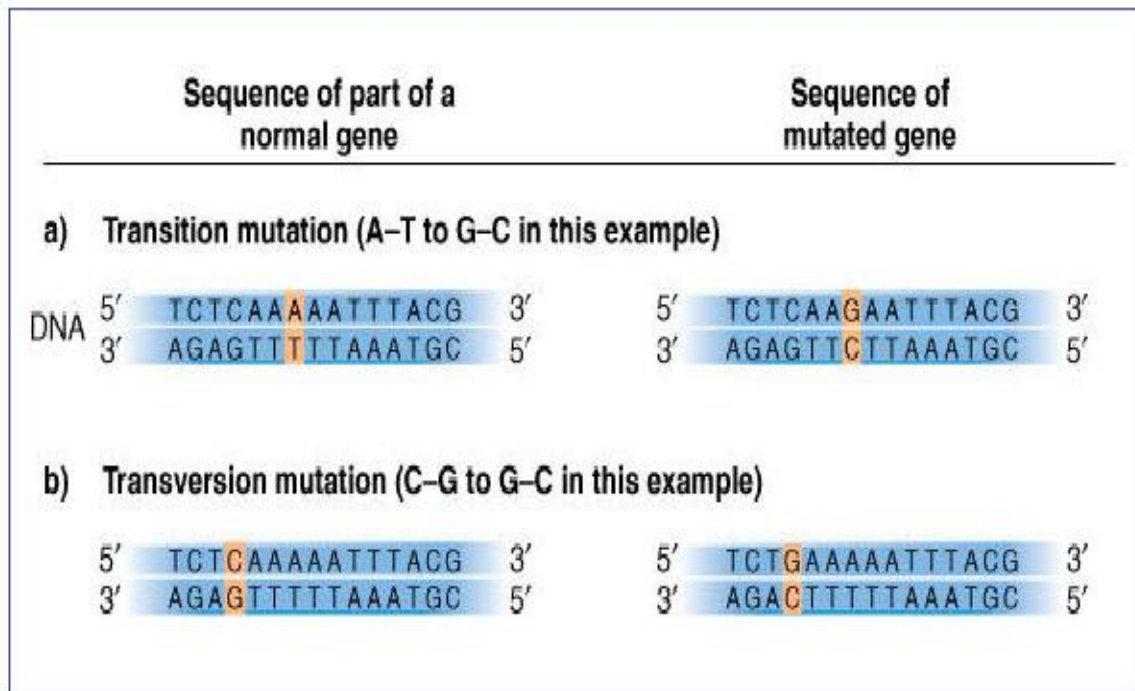 Sequence of part of a normal gene
Sequence of mutated gene
a) Transition mutation (A–T to G–C in this example)
DNA
5′ TCTCAAAAATTTACG 3′
3′ AGAGTTTTTAAATGC 5′
5′ TCTCAAGAATTTACG 3′
3′ AGAGTTCTTAAATGC 5′
b) Transversion mutation (C–G to G–C in this example)
5′ TCTCAAAAATTTACG 3′
3′ AGAGTTTTTAAATGC 5′
5′ TCTGAAAAATTTACG 3′
3′ AGACTTTTTAAATGC 5′